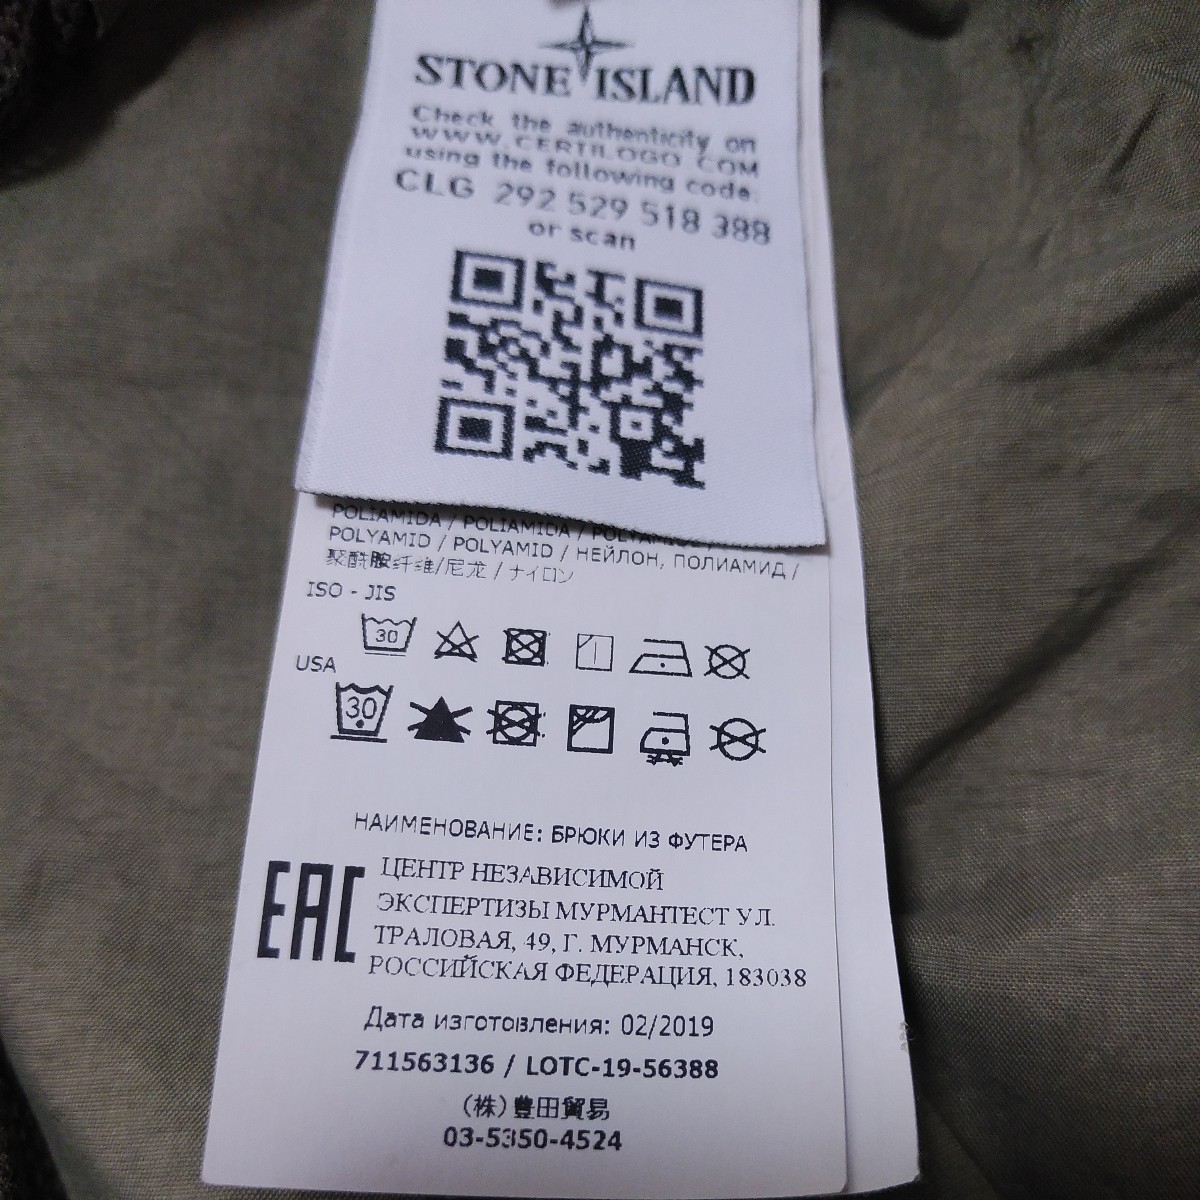 STONE ISLAND
Check the authenticity on
WWW.CERTILOGO.COM
using the following code:
CLG 292 529 518 388
or scan
POLIAMIDA / POLIAMIDA /
POLYAMID / POLYAMID / НЕЙЛОН, ПОЛИАМИД /
聚酰胺纤维/尼龙 / ナイロン
ISO - JIS
30
USA
30
НАИМЕНОВАНИЕ: БРЮКИ ИЗ ФУТЕРА
EAC
ЦЕНТР НЕЗАВИСИМОЙ
ЭКСПЕРТИЗЫ МУРМАНТЕСТ УЛ.
ТРАЛОВАЯ, 49, Г. МУРМАНСК,
РОССИЙСКАЯ ФЕДЕРАЦИЯ, 183038
Дата изготовления: 02/2019
711563136 / LOTC-19-56388
(株)豊田貿易
03-5350-4524